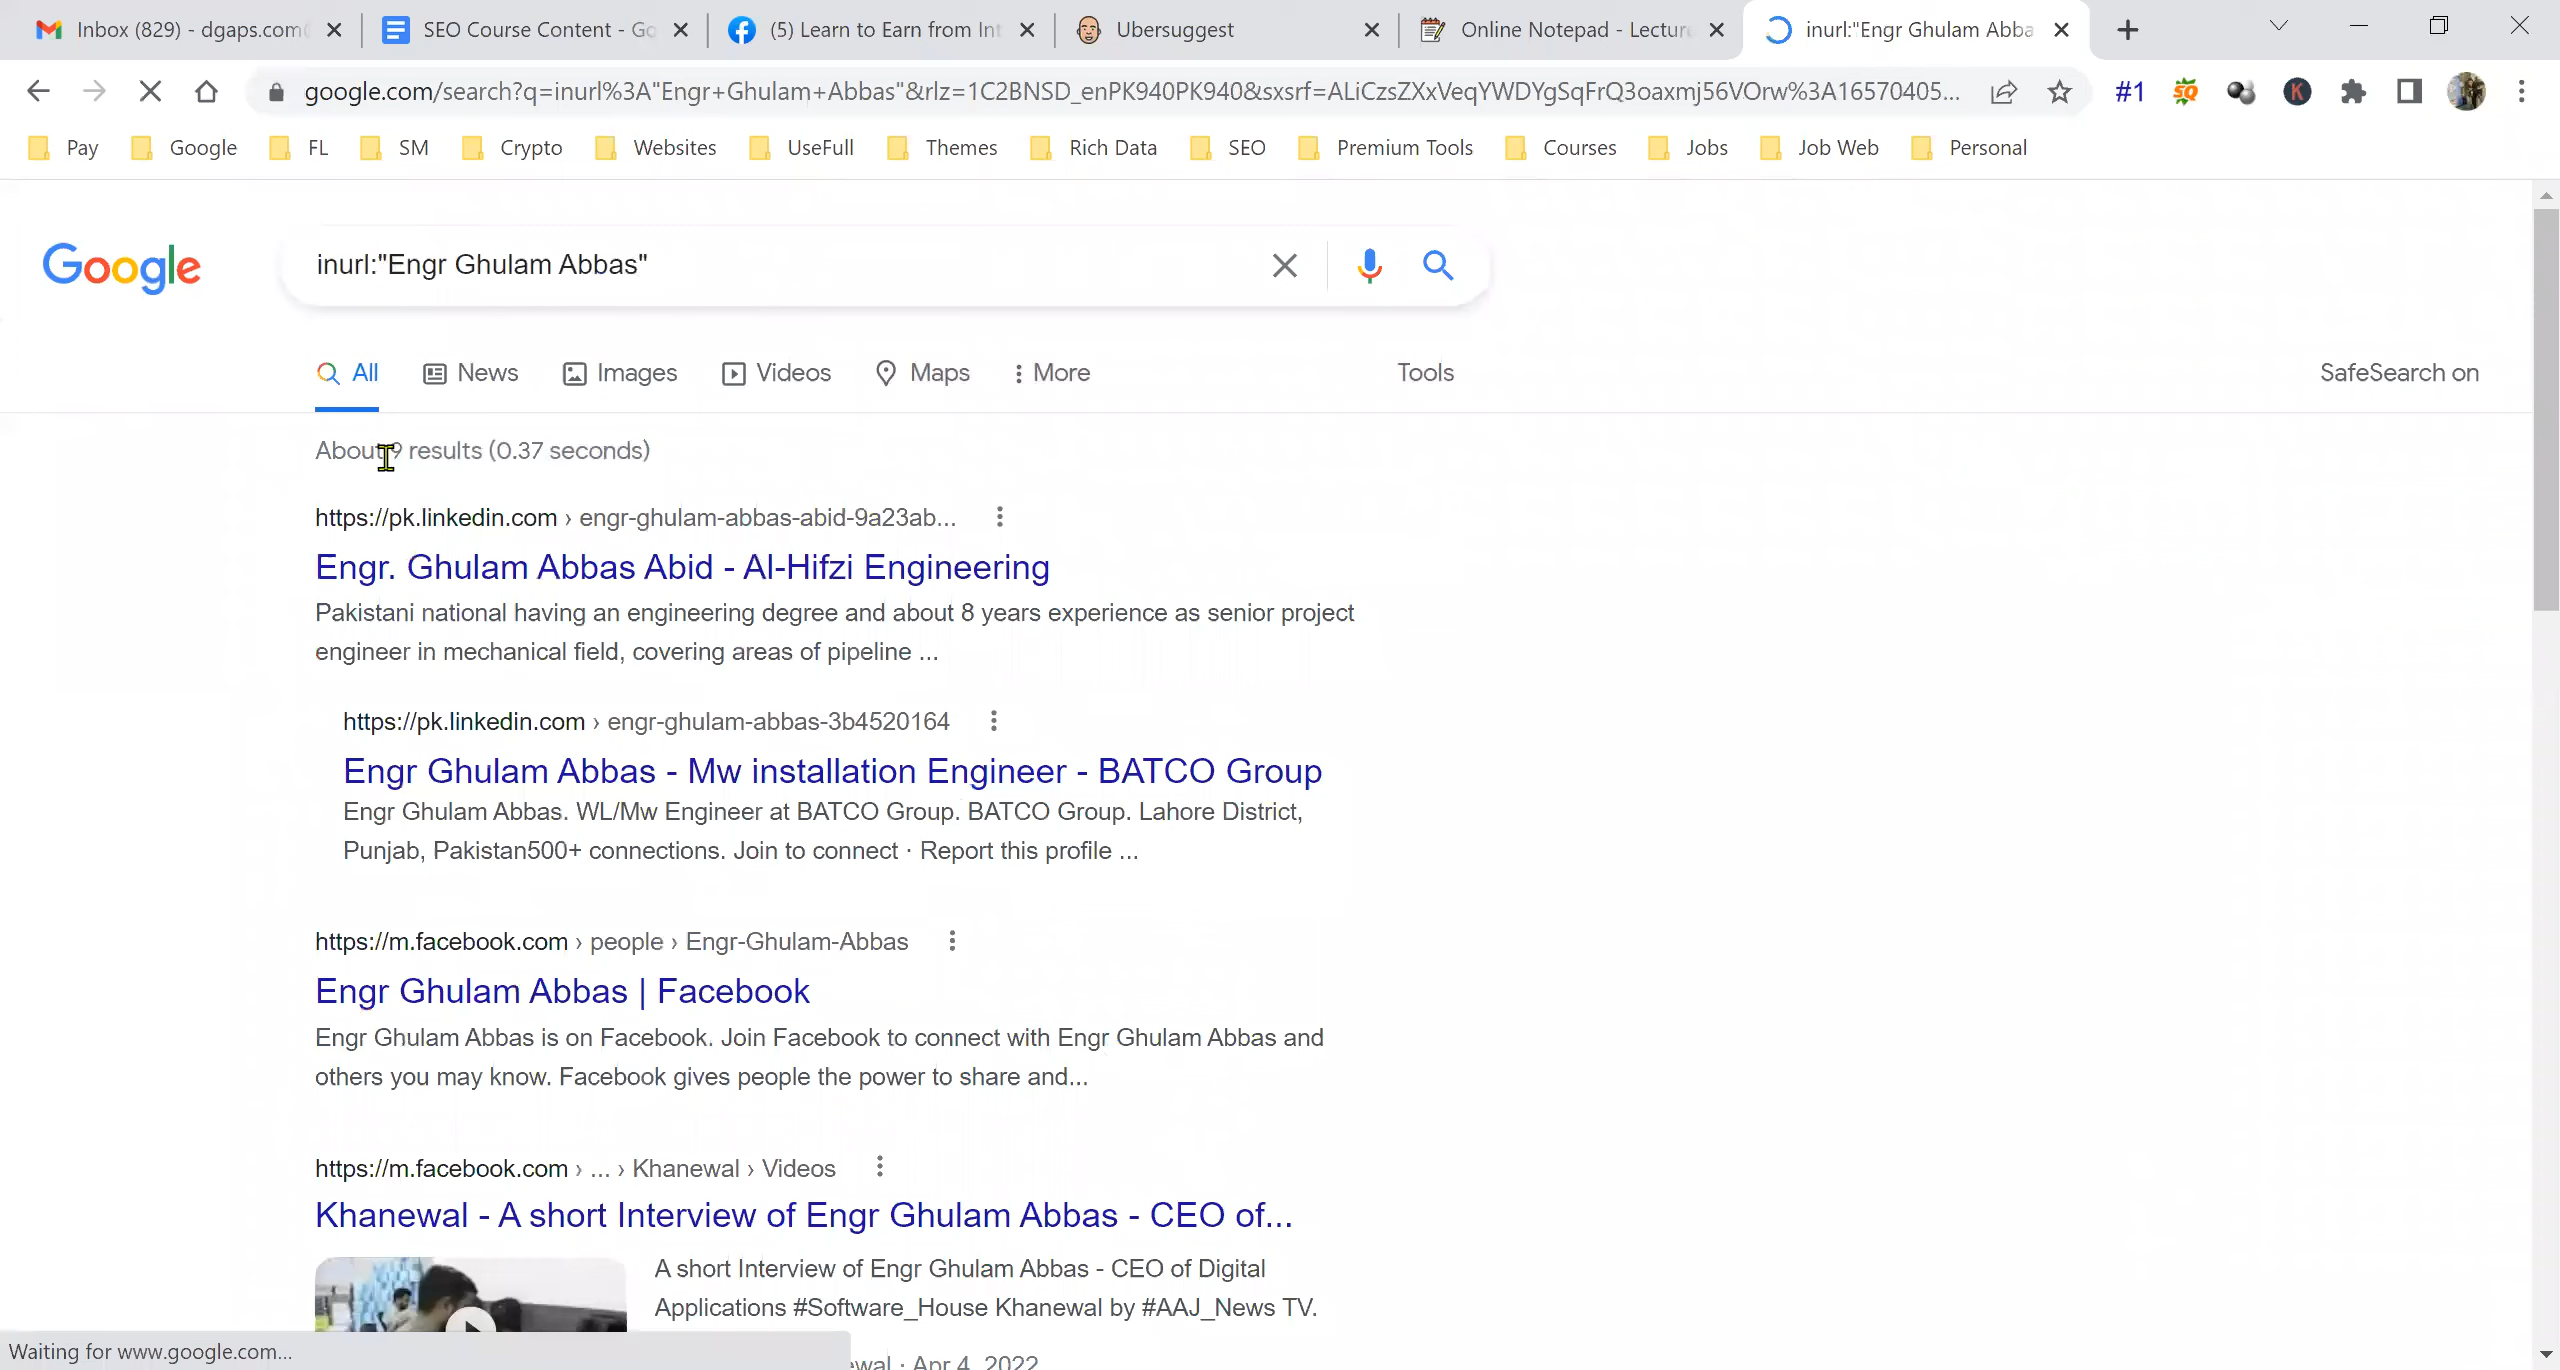 Inbox (829) - dgaps.com
SEO Course Content - Go
(5) Learn to Earn from Int
Ubersuggest
Online Notepad - Lectur
inurl:"Engr Ghulam Abba
google.com/search?q=inurl%3A"Engr+Ghulam+Abbas"&rlz=1C2BNSD_enPK940PK940&sxsrf=ALiCzsZXxVeqYWDYgSqFrQ3oaxmj56VOrw%3A16570405...
#1
SQ
K
Pay
Google
FL
SM
Crypto
Websites
UseFull
Themes
Rich Data
SEO
Premium Tools
Courses
Jobs
Job Web
Personal
Google
inurl:"Engr Ghulam Abbas"
All
News
Images
Videos
Maps
More
Tools
SafeSearch on
About 9 results (0.37 seconds)
https://pk.linkedin.com › engr-ghulam-abbas-abid-9a23ab...
Engr. Ghulam Abbas Abid - Al-Hifzi Engineering
Pakistani national having an engineering degree and about 8 years experience as senior project
engineer in mechanical field, covering areas of pipeline ...
https://pk.linkedin.com › engr-ghulam-abbas-3b4520164
Engr Ghulam Abbas - Mw installation Engineer - BATCO Group
Engr Ghulam Abbas. WL/Mw Engineer at BATCO Group. BATCO Group. Lahore District,
Punjab, Pakistan500+ connections. Join to connect · Report this profile ...
https://m.facebook.com › people › Engr-Ghulam-Abbas
Engr Ghulam Abbas | Facebook
Engr Ghulam Abbas is on Facebook. Join Facebook to connect with Engr Ghulam Abbas and
others you may know. Facebook gives people the power to share and...
https://m.facebook.com › ... › Khanewal › Videos
Khanewal - A short Interview of Engr Ghulam Abbas - CEO of...
A short Interview of Engr Ghulam Abbas - CEO of Digital
Applications #Software_House Khanewal by #AAJ_News TV.
Waiting for www.google.com...
wal · Apr 4, 2022